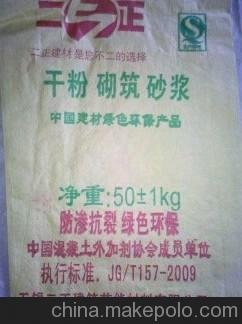 二正
二正建材是您不二的选择
干粉 砌筑 砂浆
中国建材绿色环保产品
净重:50±1kg
防渗抗裂 绿色环保
中国混凝土外加剂协会成员单位
执行标准. JG/T157-2009
china.makepolo.com